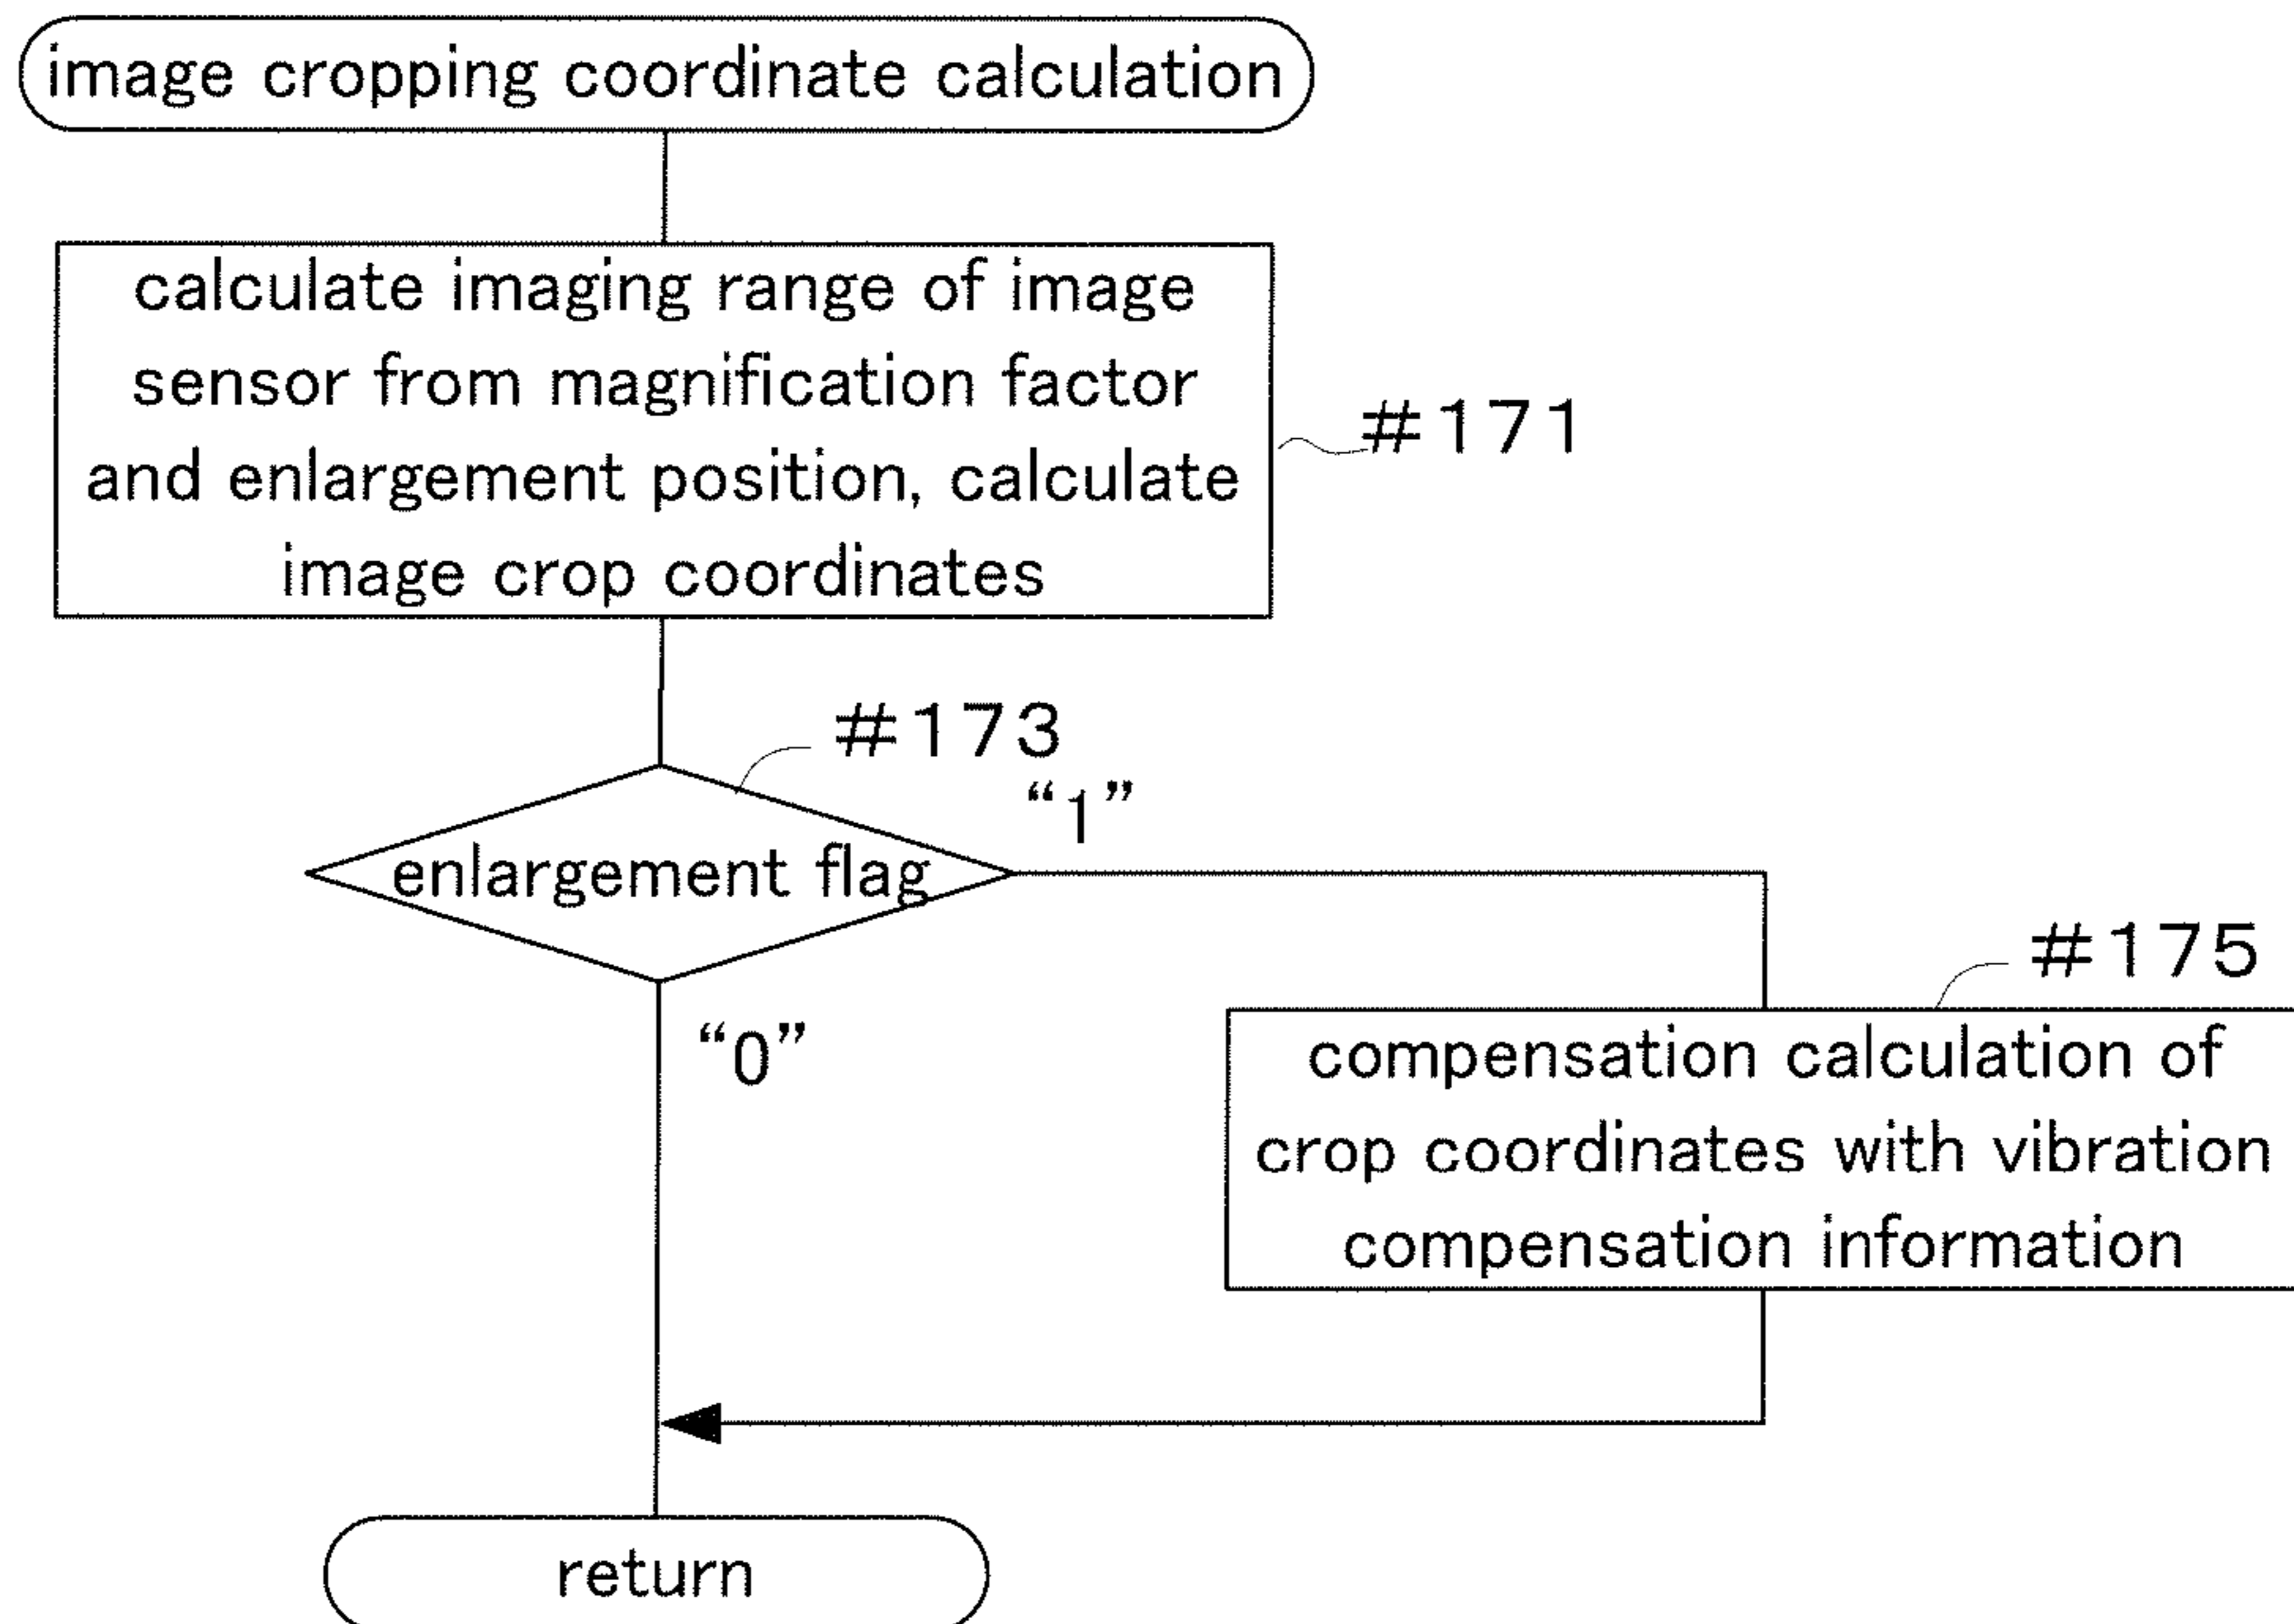 image cropping coordinate calculation
calculate imaging range of image
sensor from magnification factor
and enlargement position, calculate
image crop coordinates
#171
#173
“1”
enlargement flag
“0”
#175
compensation calculation of
crop coordinates with vibration
compensation information
return